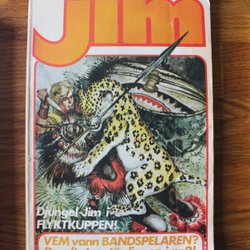 Jim
Djungel-Jim i
FLYKTKUPPEN!
VEM vann BANDSPELAREN?